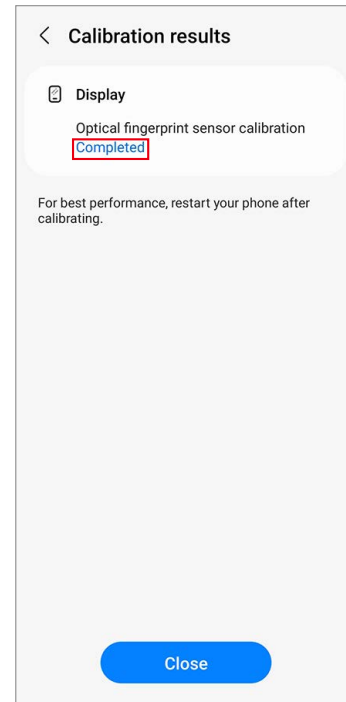 Calibration results
Display
Optical fingerprint sensor calibration
Completed
For best performance, restart your phone after
calibrating.
Close